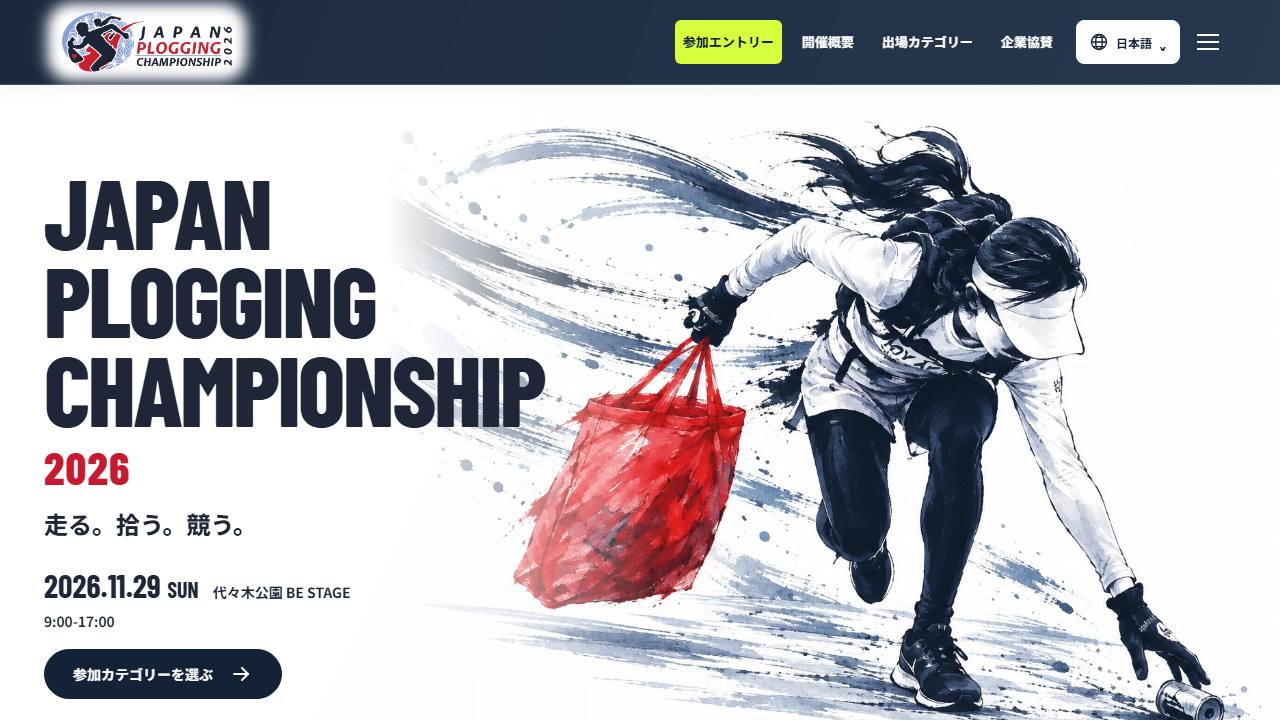 JAPAN
PLOGGING
CHAMPIONSHIP
2026
参加エントリー
開催概要
出場カテゴリー
企業協賛
日本語
JAPAN
PLOGGING
CHAMPIONSHIP
2026
走る。拾う。競う。
2026.11.29 SUN 代々木公園 BE STAGE
9:00-17:00
参加カテゴリーを選ぶ